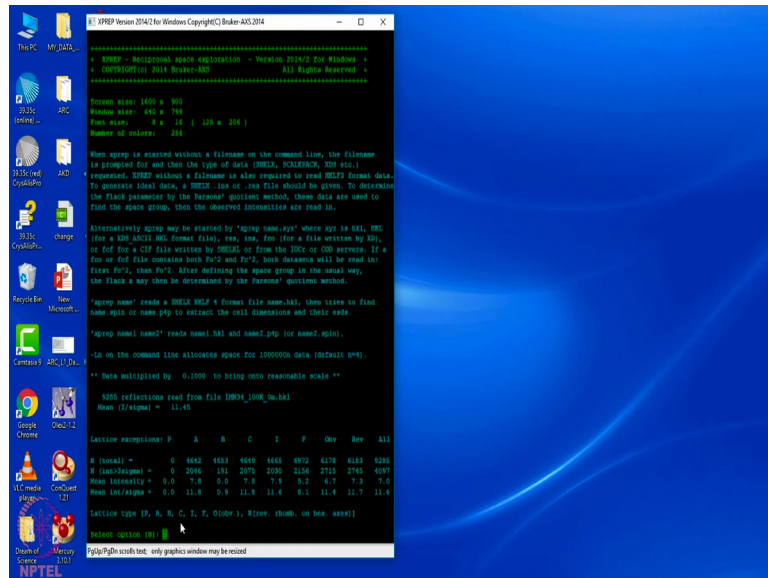 XPREP Version 2014/2 for Windows Copyright(C) Bruker-AXS 2014
++++++++++++++++++++++++++++++++++++++++++++++++++++++++++++++++++++
+ XPREP - Reciprocal space exploration - Version 2014/2 for Windows +
+ COPYRIGHT(c) 2014 Bruker-AXS All Rights Reserved +
++++++++++++++++++++++++++++++++++++++++++++++++++++++++++++++++++++
Screen size: 1600 x 900
Window size: 640 x 799
Font size: 8 x 16 ( 125 x 206 )
Number of colors: 256
When xprep is started without a filename on the command line, the filename
is prompted for and then the type of data (SHELX, SCALEPACK, XDS etc.)
requested. XPREP without a filename is also required to read HKLF5 format data.
To generate ideal data, a SHELX .ins or .res file should be given. To determine
the Flack parameter by the Parsons' quotient method, these data are used to
find the space group, then the observed intensities are read in.
Alternatively xprep may be started by 'xprep name.xyz' where xyz is hkl, HKL
(for a XDS_ASCII.HKL format file), res, ins, fco (for a file written by XD),
or fcf for a CIF file written by SHELXL or from the IUCr or COD servers. If a
fco or fcf file contains both Fo^2 and Fc^2, both datasets will be read in:
first Fc^2, then Fo^2. After defining the space group in the usual way,
the Flack x may then be determined by the Parsons' quotient method.
'xprep name' reads a SHELX HKLF 4 format file name.hkl, then tries to find
name.spin or name.p4p to extract the cell dimensions and their esds.
'xprep name1 name2' reads name1.hkl and name2.p4p (or name2.spin).
-Ln on the command line allocates space for 1000000n data (default n=4).
** Data multiplied by 0.1000 to bring onto reasonable scale **
9285 reflections read from file IMN34_100K_0m.hkl
Mean (I/sigma) = 11.45
Lattice exceptions: P A B C I F Obv Rev All
N (total) = 0 4642 4653 4649 4665 6972 6178 6183 9285
N (int>3sigma) = 0 2046 191 2075 2030 2156 2715 2745 4097
Mean intensity = 0.0 7.8 0.0 7.8 7.9 5.2 6.7 7.3 7.0
Mean int/sigma = 0.0 11.8 0.9 11.8 11.6 8.1 11.4 11.7 11.4
Lattice type [P, A, B, C, I, F, O(obv.), R(rev. rhomb. on hex. axes)]
Select option [B]:
PgUp/PgDn scrolls text; only graphics window may be resized
This PC
MY_DATA_...
39.35c
(online) ...
ARC
39.35c (red)
CrysAlisPro
AKD
39.35c
CrysAlisPr...
change
Recycle Bin
New
Microsoft ...
Camtasia 9
ARC_L1_Da...
Google
Chrome
Olex2-1.2
VLC media
player
ConQuest
1.21
Dream of
Science
Mercury
3.10.1
NPTEL